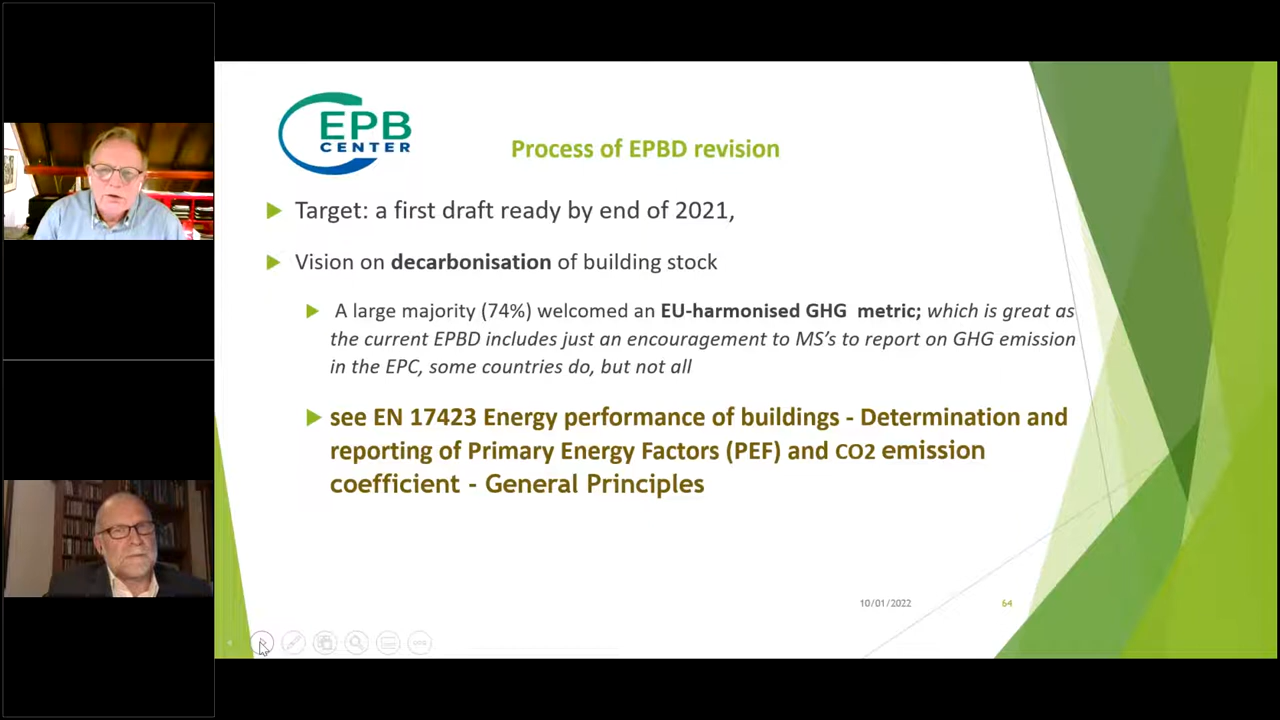 EPB
CENTER
Process of EPBD revision
Target: a first draft ready by end of 2021,
Vision on decarbonisation of building stock
A large majority (74%) welcomed an EU-harmonised GHG metric; which is great as
the current EPBD includes just an encouragement to MS's to report on GHG emission
in the EPC, some countries do, but not all
see EN 17423 Energy performance of buildings - Determination and
reporting of Primary Energy Factors (PEF) and CO2 emission
coefficient - General Principles
10/01/2022
64